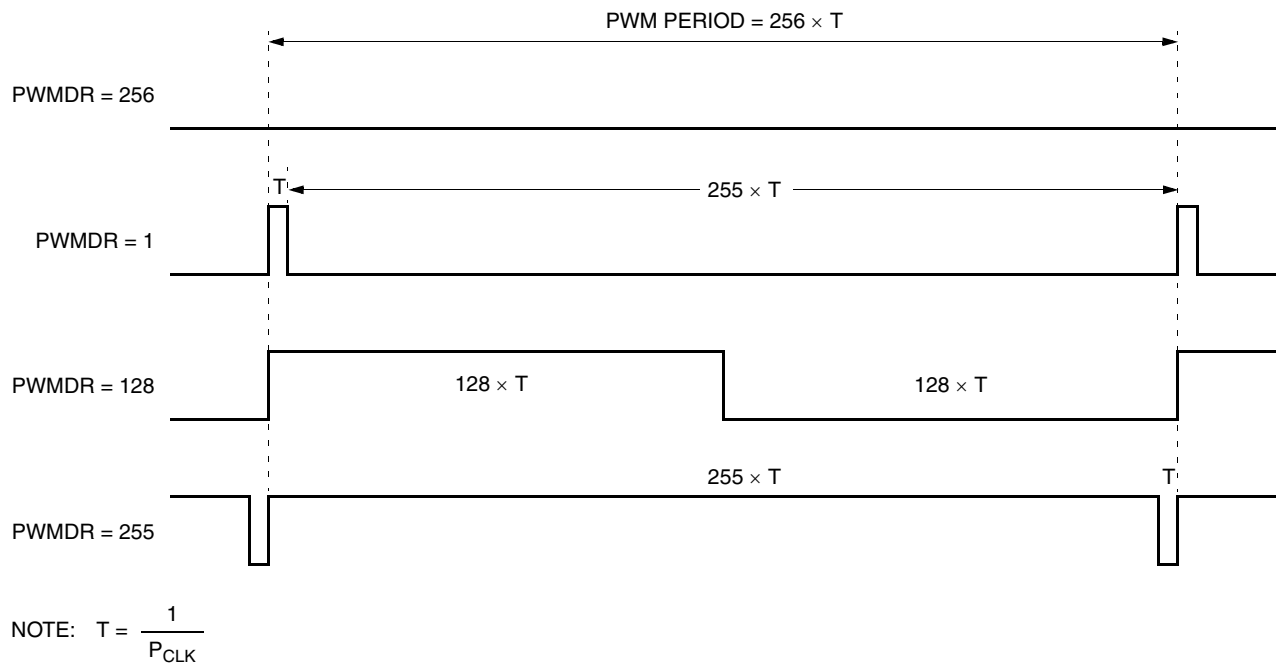 PWM PERIOD = 256 × T
PWMDR = 256
T
255 × T
PWMDR = 1
PWMDR = 128
128 × T
128 × T
255 × T
T
PWMDR = 255
NOTE: T = 1
P_CLK